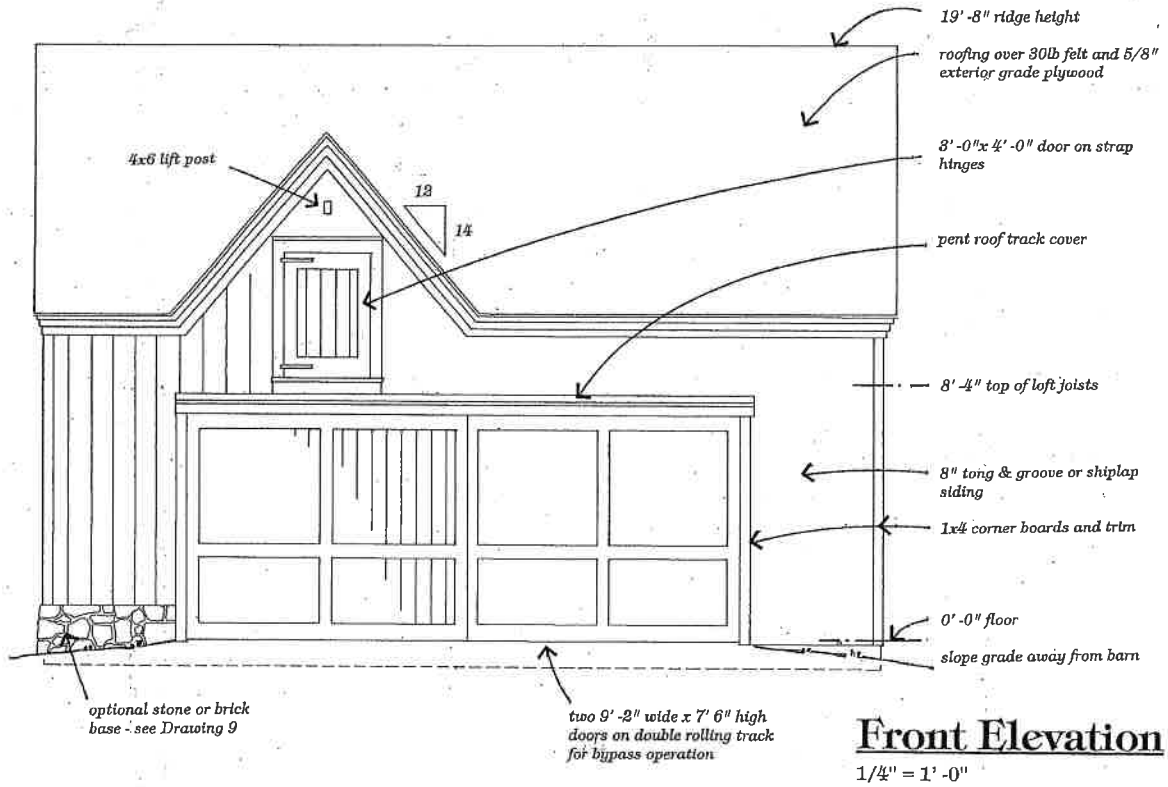 19'-8" ridge height
roofing over 30lb felt and 5/8"
exterior grade plywood
4x6 lift post
3'-0"x 4'-0" door on strap
hinges
12
14
pent roof track cover
8'-4" top of loft joists
8" tong & groove or shiplap
siding
1x4 corner boards and trim
0'-0" floor
slope grade away from barn
optional stone or brick
base - see Drawing 9
two 9'-2" wide x 7' 6" high
doors on double rolling track
for bypass operation
Front Elevation
1/4" = 1'-0"